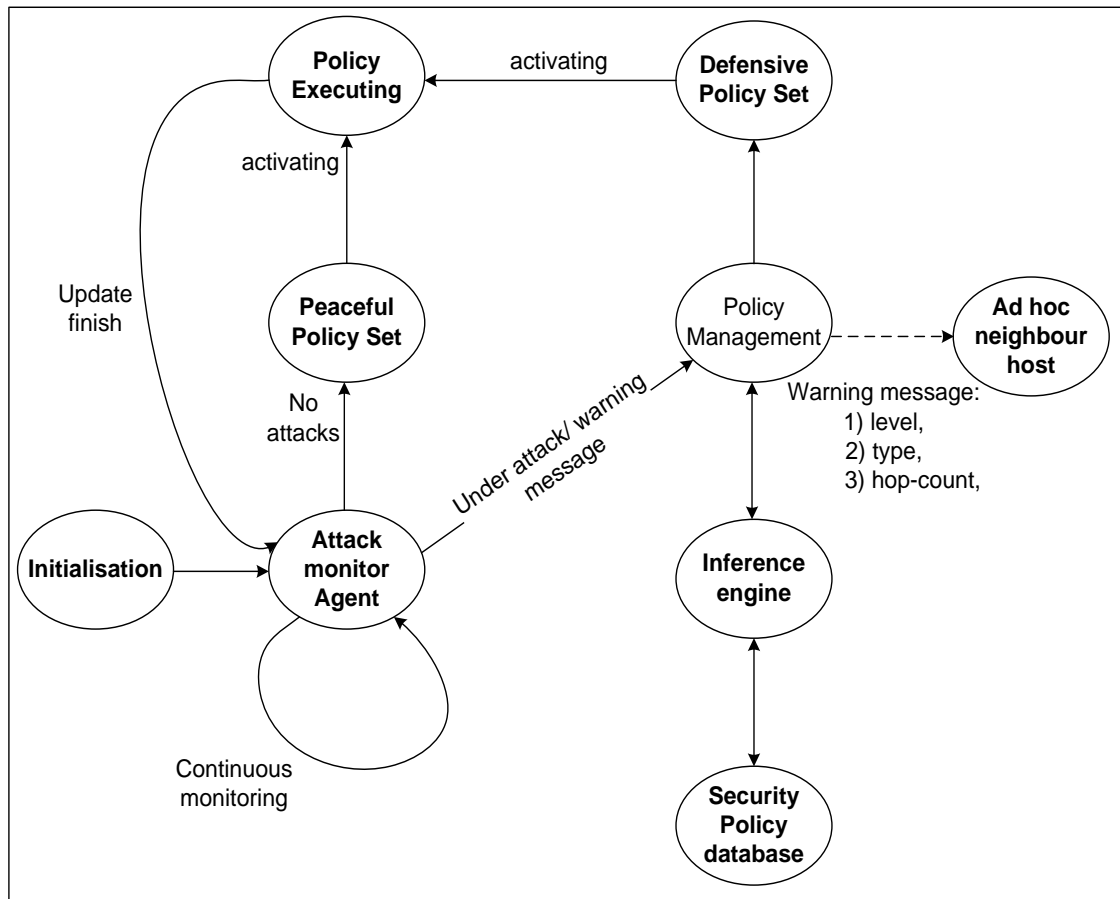 Policy
Executing
activating
Defensive
Policy Set
activating
Update
finish
Peaceful
Policy Set
Policy
Management
Ad hoc
neighbour
host
No
attacks
Under attack/ warning
message
Warning message:
1) level,
2) type,
3) hop-count,
Initialisation
Attack
monitor
Agent
Inference
engine
Continuous
monitoring
Security
Policy
database